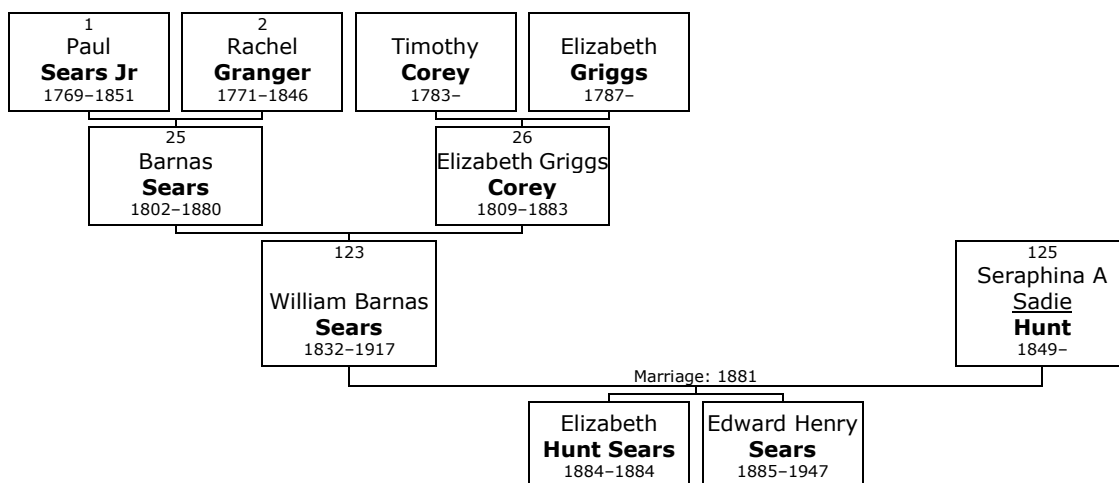 1
Paul
Sears Jr
1769–1851
2
Rachel
Granger
1771–1846
Timothy
Corey
1783–
Elizabeth
Griggs
1787–
25
Barnas
Sears
1802–1880
26
Elizabeth Griggs
Corey
1809–1883
123
William Barnas
Sears
1832–1917
125
Seraphina A
Sadie
Hunt
1849–
Marriage: 1881
Elizabeth
Hunt Sears
1884–1884
Edward Henry
Sears
1885–1947